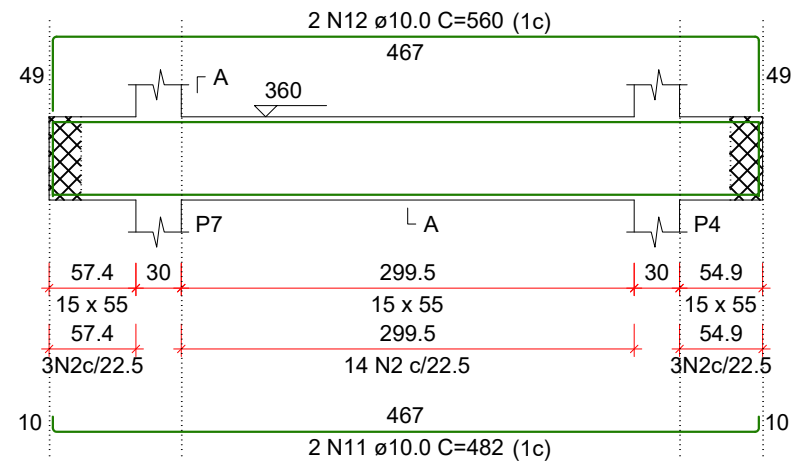 2 N12 ø10.0 C=560 (1c)
467
49 49
A
360
P7 A P4
57.4 30 299.5 30 54.9
15 x 55 15 x 55 15 x 55
57.4 299.5 54.9
3N2c/22.5 14 N2 c/22.5 3N2c/22.5
467
10 10
2 N11 ø10.0 C=482 (1c)